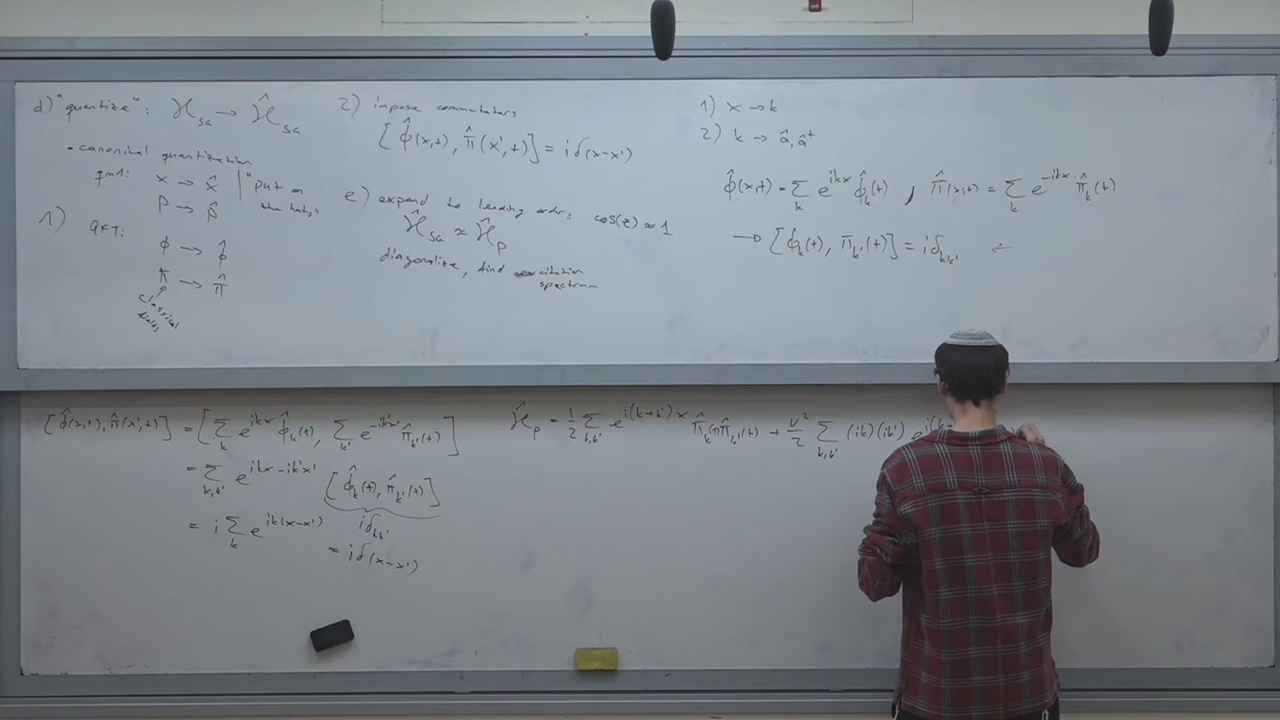 d) "quantize": ℋ_sG → ℋ̂_sG
• canonical quantization
qm1: x → x̂ | "put on
p → p̂ | the hats"
1) QFT:
ϕ → ϕ̂
π → π̂
classical
fields
2) impose commutators
[ϕ̂(x,t), π̂(x',t)] = iδ(x-x')
e) expand to leading order: cos(z) ≈ 1
ℋ̂_sG ≈ ℋ̂_p
diagonalize, find excitation
spectrum
1) x → k
2) k → â, â†
ϕ̂(x,t) = Σ_k e^{ikx} ϕ̂_k(t) , π̂(x,t) = Σ_k e^{-ikx} π̂_k(t)
→ [ϕ_k(t), π_k'(t)] = iδ_kk' ←
[ϕ̂(x,t), π̂(x',t)] = [Σ_k e^{ikx} ϕ̂_k(t), Σ_k' e^{-ik'x'} π̂_k'(t)]
= Σ_{k,k'} e^{ikx-ik'x'} [ϕ̂_k(t), π̂_k'(t)]
iδ_kk'
= i Σ_k e^{ik(x-x')} = iδ(x-x')
ℋ̂_p = 1/2 Σ_{k,k'} e^{i(k+k')x} π̂_k(t) π̂_k'(t) + v²/2 Σ_{k,k'} (ik)(ik') e^{i(k+